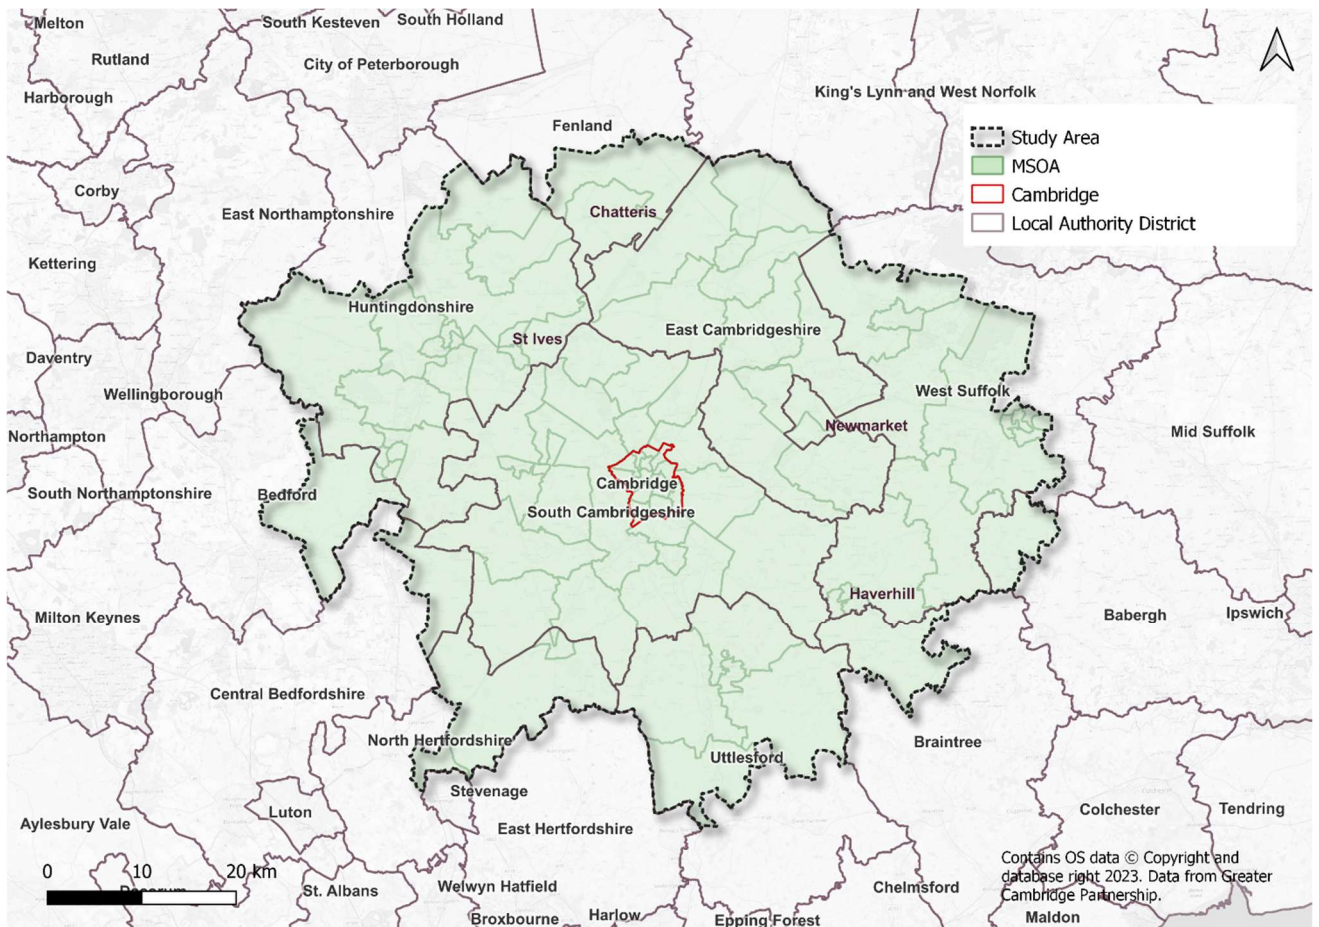 Melton
South Kesteven
South Holland
Rutland
City of Peterborough
Harborough
King's Lynn and West Norfolk
Fenland
Study Area
MSOA
Cambridge
Local Authority District
Corby
East Northamptonshire
Chatteris
Kettering
Huntingdonshire
St Ives
East Cambridgeshire
Daventry
Wellingborough
West Suffolk
Newmarket
Northampton
Mid Suffolk
Cambridge
South Northamptonshire
Bedford
South Cambridgeshire
Haverhill
Milton Keynes
Babergh
Ipswich
Central Bedfordshire
North Hertfordshire
Uttlesford
Braintree
Stevenage
Luton
Aylesbury Vale
East Hertfordshire
Colchester
Tendring
0 10 20 km
Dacorum
St. Albans
Welwyn Hatfield
Chelmsford
Contains OS data © Copyright and
database right 2023. Data from Greater
Cambridge Partnership.
Broxbourne
Harlow
Epping Forest
Maldon